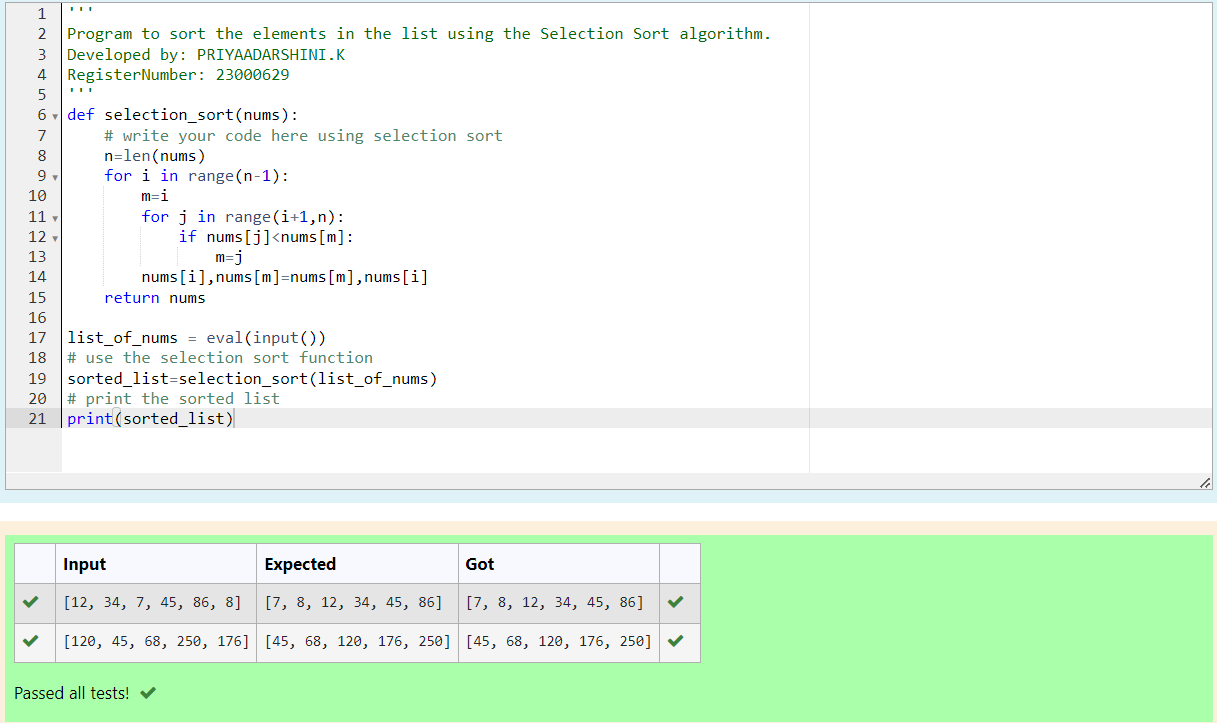 1 '''
2 Program to sort the elements in the list using the Selection Sort algorithm.
3 Developed by: PRIYAADARSHINI.K
4 RegisterNumber: 23000629
5 '''
6 def selection_sort(nums):
7     # write your code here using selection sort
8     n=len(nums)
9     for i in range(n-1):
10         m=i
11         for j in range(i+1,n):
12             if nums[j]<nums[m]:
13                 m=j
14         nums[i],nums[m]=nums[m],nums[i]
15     return nums
16
17 list_of_nums = eval(input())
18 # use the selection sort function
19 sorted_list=selection_sort(list_of_nums)
20 # print the sorted list
21 print(sorted_list)
Input Expected Got
[12, 34, 7, 45, 86, 8] [7, 8, 12, 34, 45, 86] [7, 8, 12, 34, 45, 86]
[120, 45, 68, 250, 176] [45, 68, 120, 176, 250] [45, 68, 120, 176, 250]
Passed all tests!